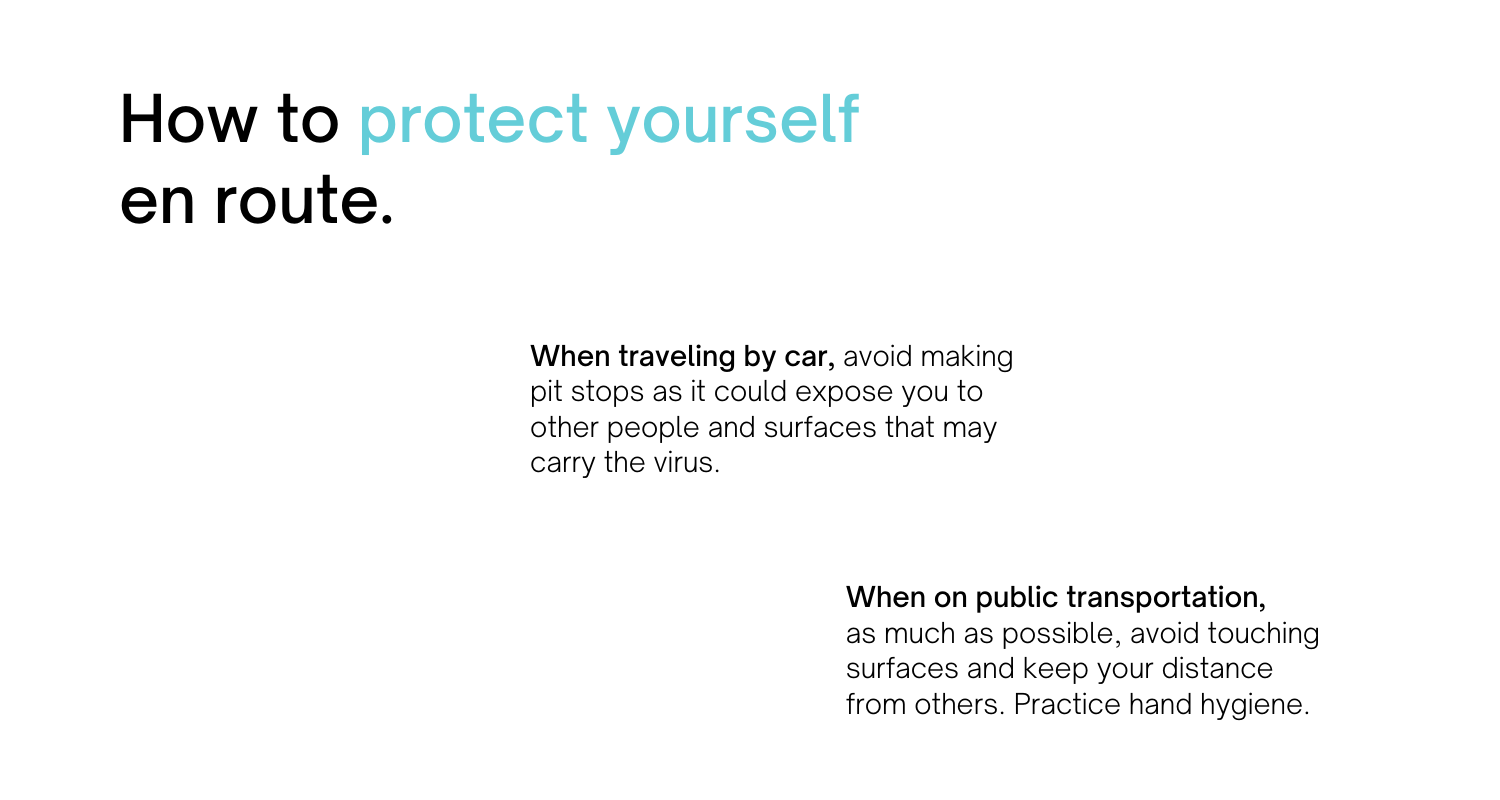 How to protect yourself
en route.
When traveling by car, avoid making
pit stops as it could expose you to
other people and surfaces that may
carry the virus.
When on public transportation,
as much as possible, avoid touching
surfaces and keep your distance
from others. Practice hand hygiene.